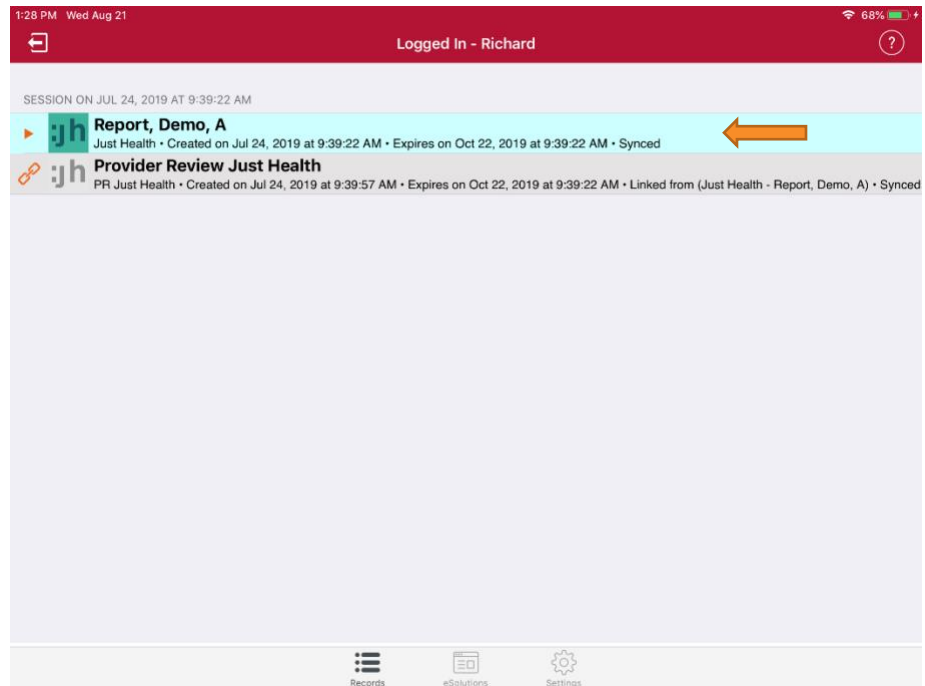 1:28 PM Wed Aug 21
68%
Logged In - Richard
?
SESSION ON JUL 24, 2019 AT 9:39:22 AM
:jh
Report, Demo, A
Just Health • Created on Jul 24, 2019 at 9:39:22 AM • Expires on Oct 22, 2019 at 9:39:22 AM • Synced
:jh
Provider Review Just Health
PR Just Health • Created on Jul 24, 2019 at 9:39:57 AM • Expires on Oct 22, 2019 at 9:39:22 AM • Linked from (Just Health - Report, Demo, A) • Synced
Records eSolutions Settings